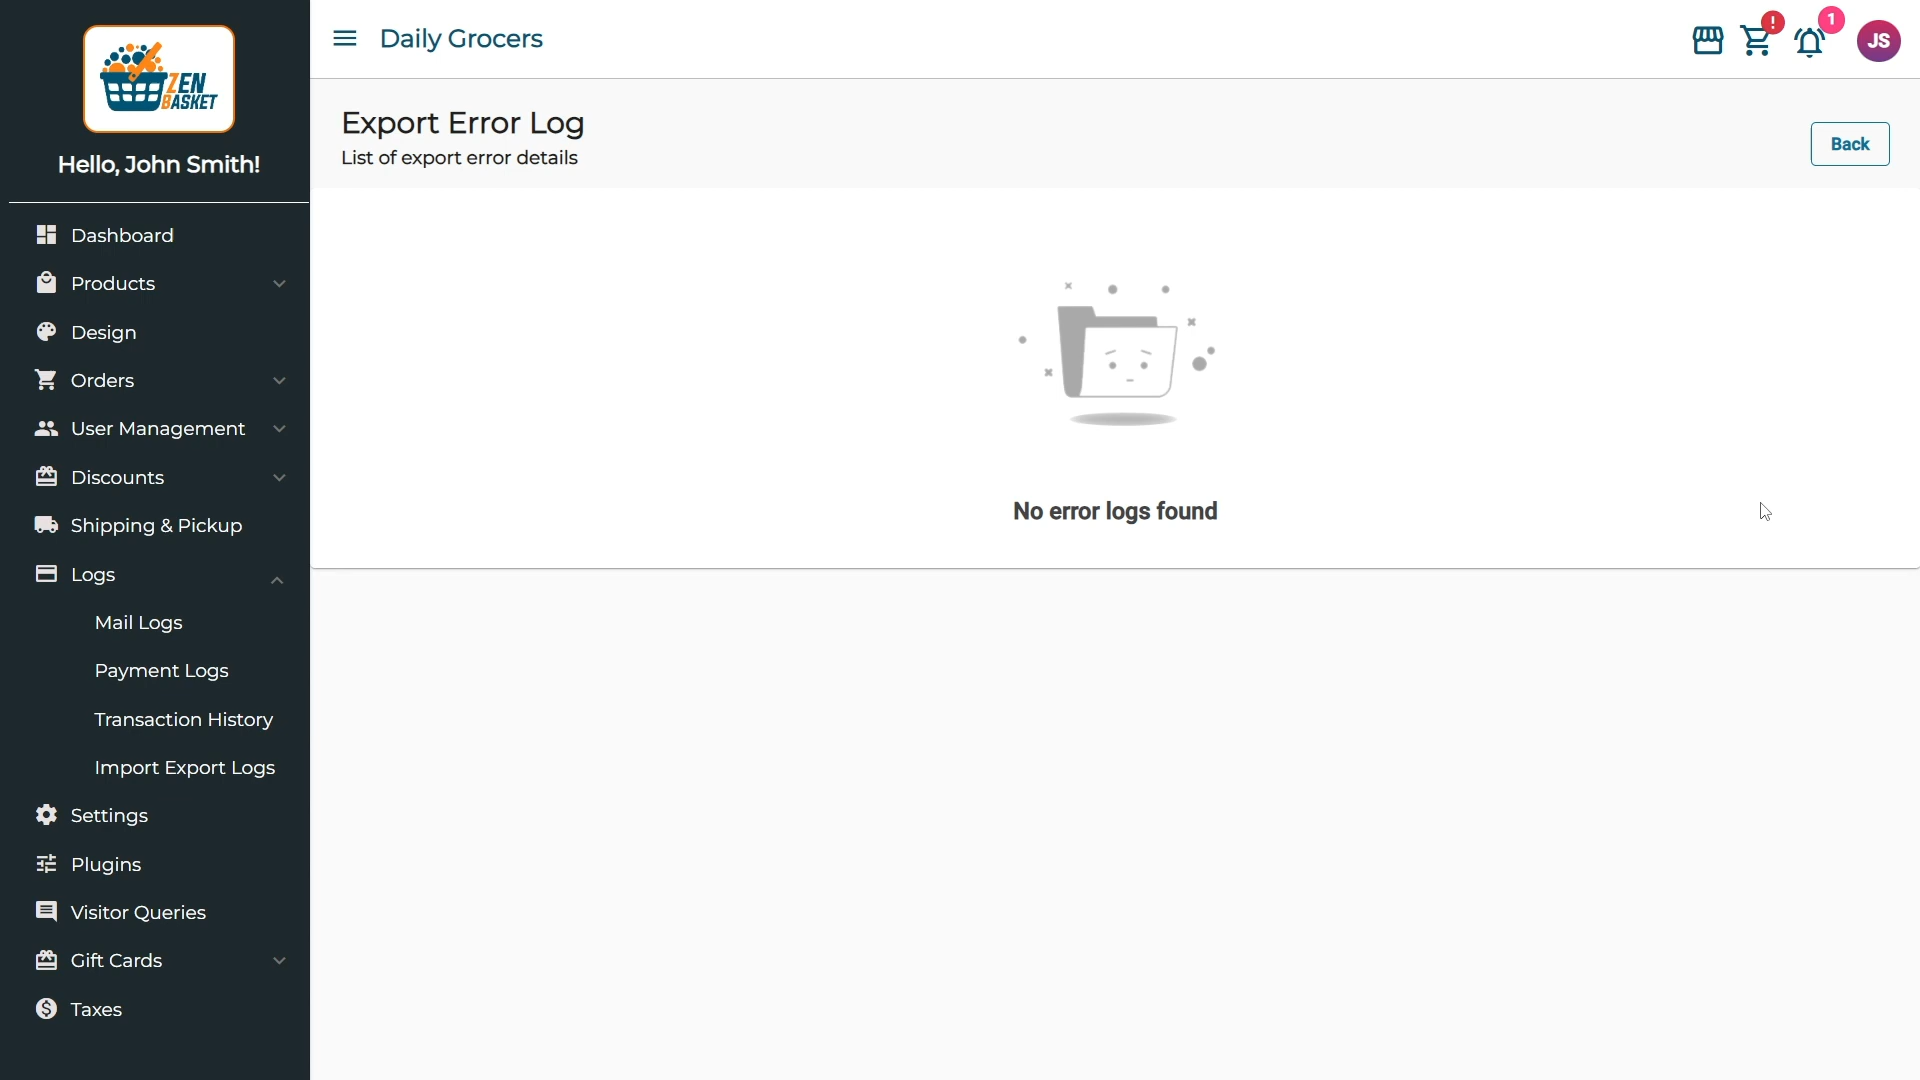 ZEN
BASKET
Hello, John Smith!
Dashboard
Products
Design
Orders
User Management
Discounts
Shipping & Pickup
Logs
Mail Logs
Payment Logs
Transaction History
Import Export Logs
Settings
Plugins
Visitor Queries
Gift Cards
Taxes
Daily Grocers
!
1
JS
Export Error Log
List of export error details
Back
No error logs found